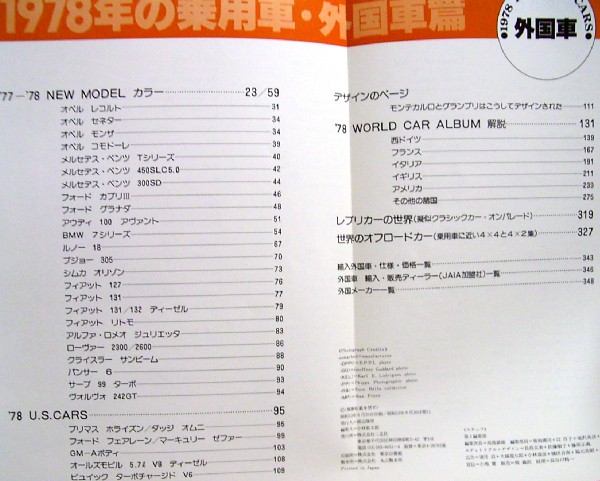 1978年の乗用車・外国車篇
外国車
'77—'78 NEW MODEL カラー 23/59
オペル レコルト 31
オペル セネター 34
オペル モンザ 34
オペル コモドーレ 39
メルセデス・ベンツ Tシリーズ 40
メルセデス・ベンツ 450SLC5.0 42
メルセデス・ベンツ 300SD 44
フォード カプリIII 46
フォード グラナダ 48
アウディ 100 アヴァント 51
BMW 7シリーズ 54
ルノー 18 67
プジョー 305 70
シムカ オリゾン 73
フィアット 127 76
フィアット 131 77
フィアット 131/132 ディーゼル 79
フィアット リトモ 80
アルファ・ロメオ ジュリエッタ 83
ローヴァー 2300/2600 86
クライスラー サンビーム 88
パンサー 6 90
サーブ 99 ターボ 93
ヴォルヴォ 242GT 94
'78 U.S.CARS 95
プリマス ホライズン/ダッジ オムニ 97
フォード フェアレーン/マーキュリー ゼファー 99
GM-Aボディ 103
オールズモビル 5.7ℓ V8 ディーゼル 107
ビュイック ターボチャージド V6 109
デザインのページ
モンテカルロとグランプリはこうしてデザインされた 111
'78 WORLD CAR ALBUM 解説 131
西ドイツ 139
フランス 167
イタリア 191
イギリス 211
アメリカ 233
その他の諸国 275
レプリカーの世界(擬似クラシックカー・オンパレード) 319
世界のオフロードカー(乗用車に近い4×4と4×2集) 327
輸入外国車・仕様・価格一覧 343
外国車 輸入・販売ディーラー(JAIA加盟社)一覧 346
外国メーカー一覧 348
Printed in Japan